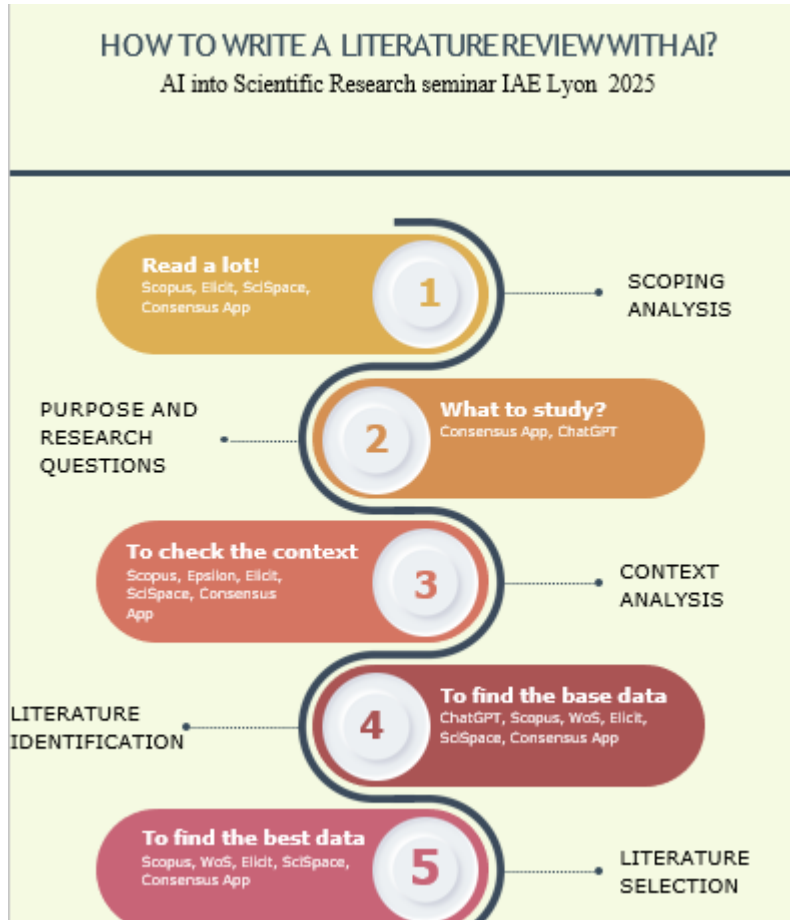 HOW TO WRITE A LITERATURE REVIEW WITH AI?
AI into Scientific Research seminar IAE Lyon 2025
Read a lot!
Scopus, Elicit, SciSpace,
Consensus App
1
SCOPING
ANALYSIS
PURPOSE AND
RESEARCH
QUESTIONS
2
What to study?
Consensus App, ChatGPT
To check the context
Scopus, Epsilon, Elicit,
SciSpace, Consensus
App
3
CONTEXT
ANALYSIS
LITERATURE
IDENTIFICATION
4
To find the base data
ChatGPT, Scopus, WoS, Elicit,
SciSpace, Consensus App
To find the best data
Scopus, WoS, Elicit, SciSpace,
Consensus App
5
LITERATURE
SELECTION